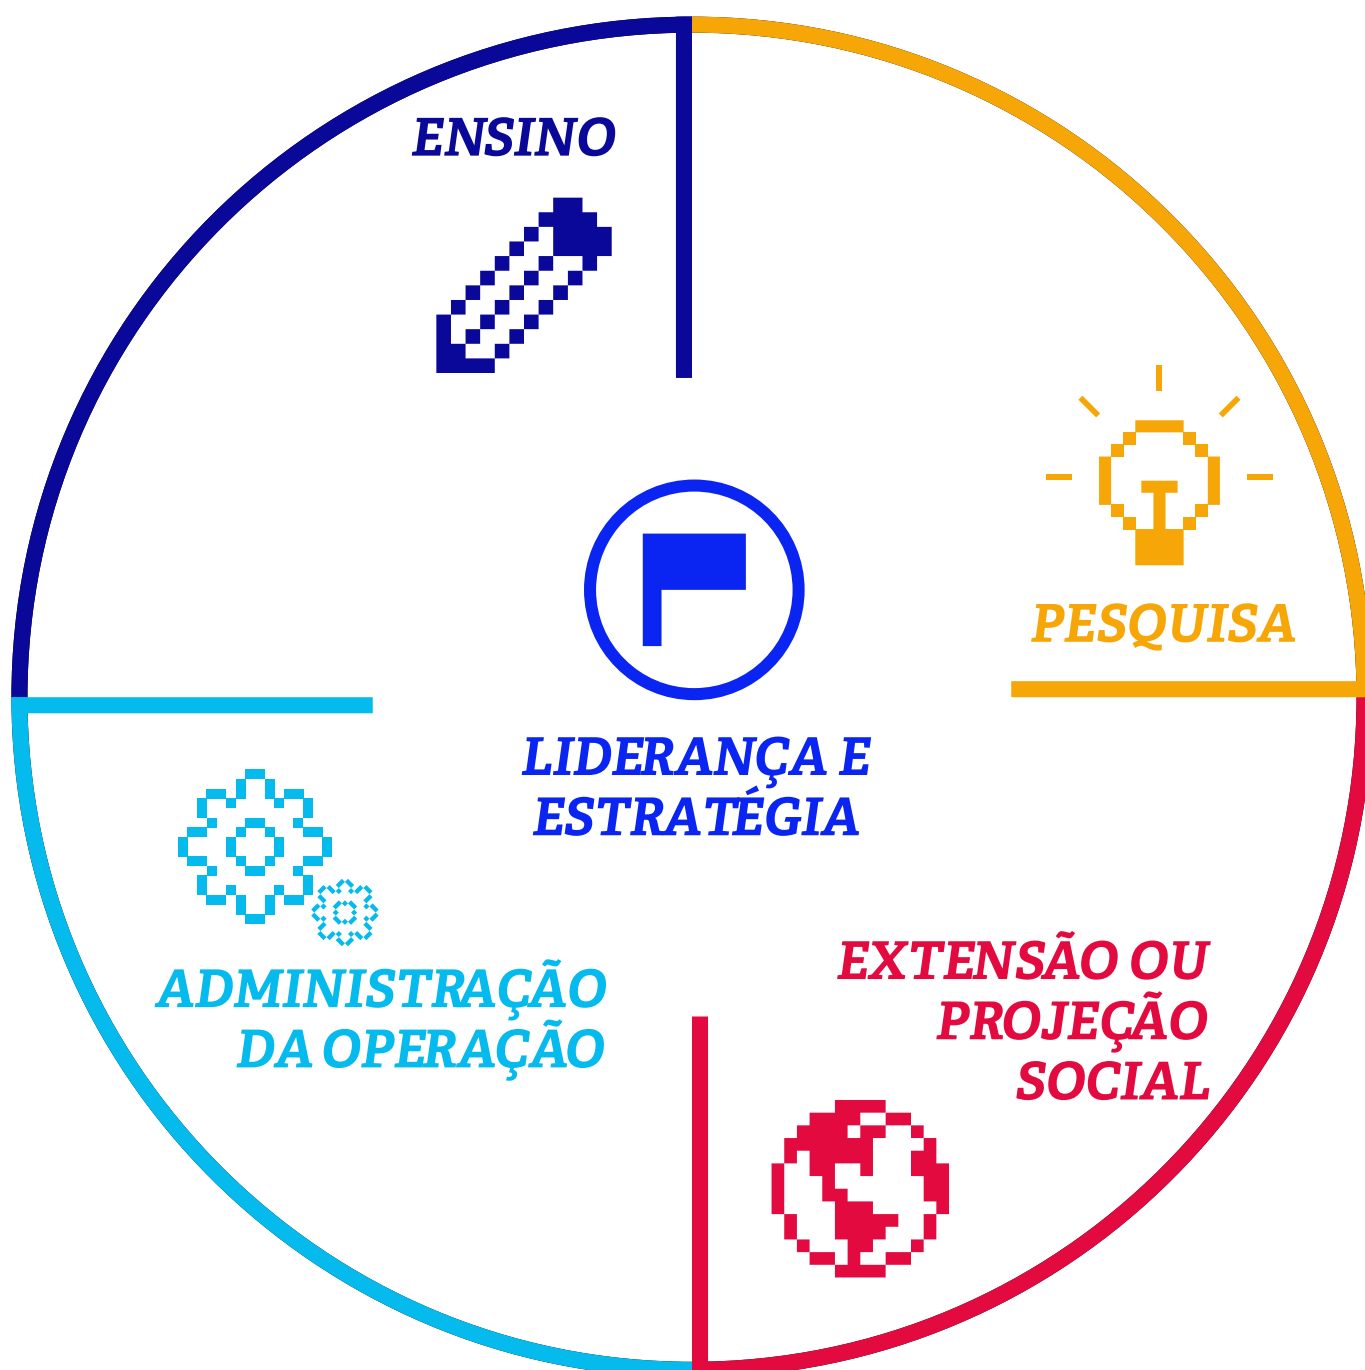 ENSINO
PESQUISA
LIDERANÇA E
ESTRATÉGIA
EXTENSÃO OU
PROJEÇÃO
SOCIAL
ADMINISTRAÇÃO
DA OPERAÇÃO